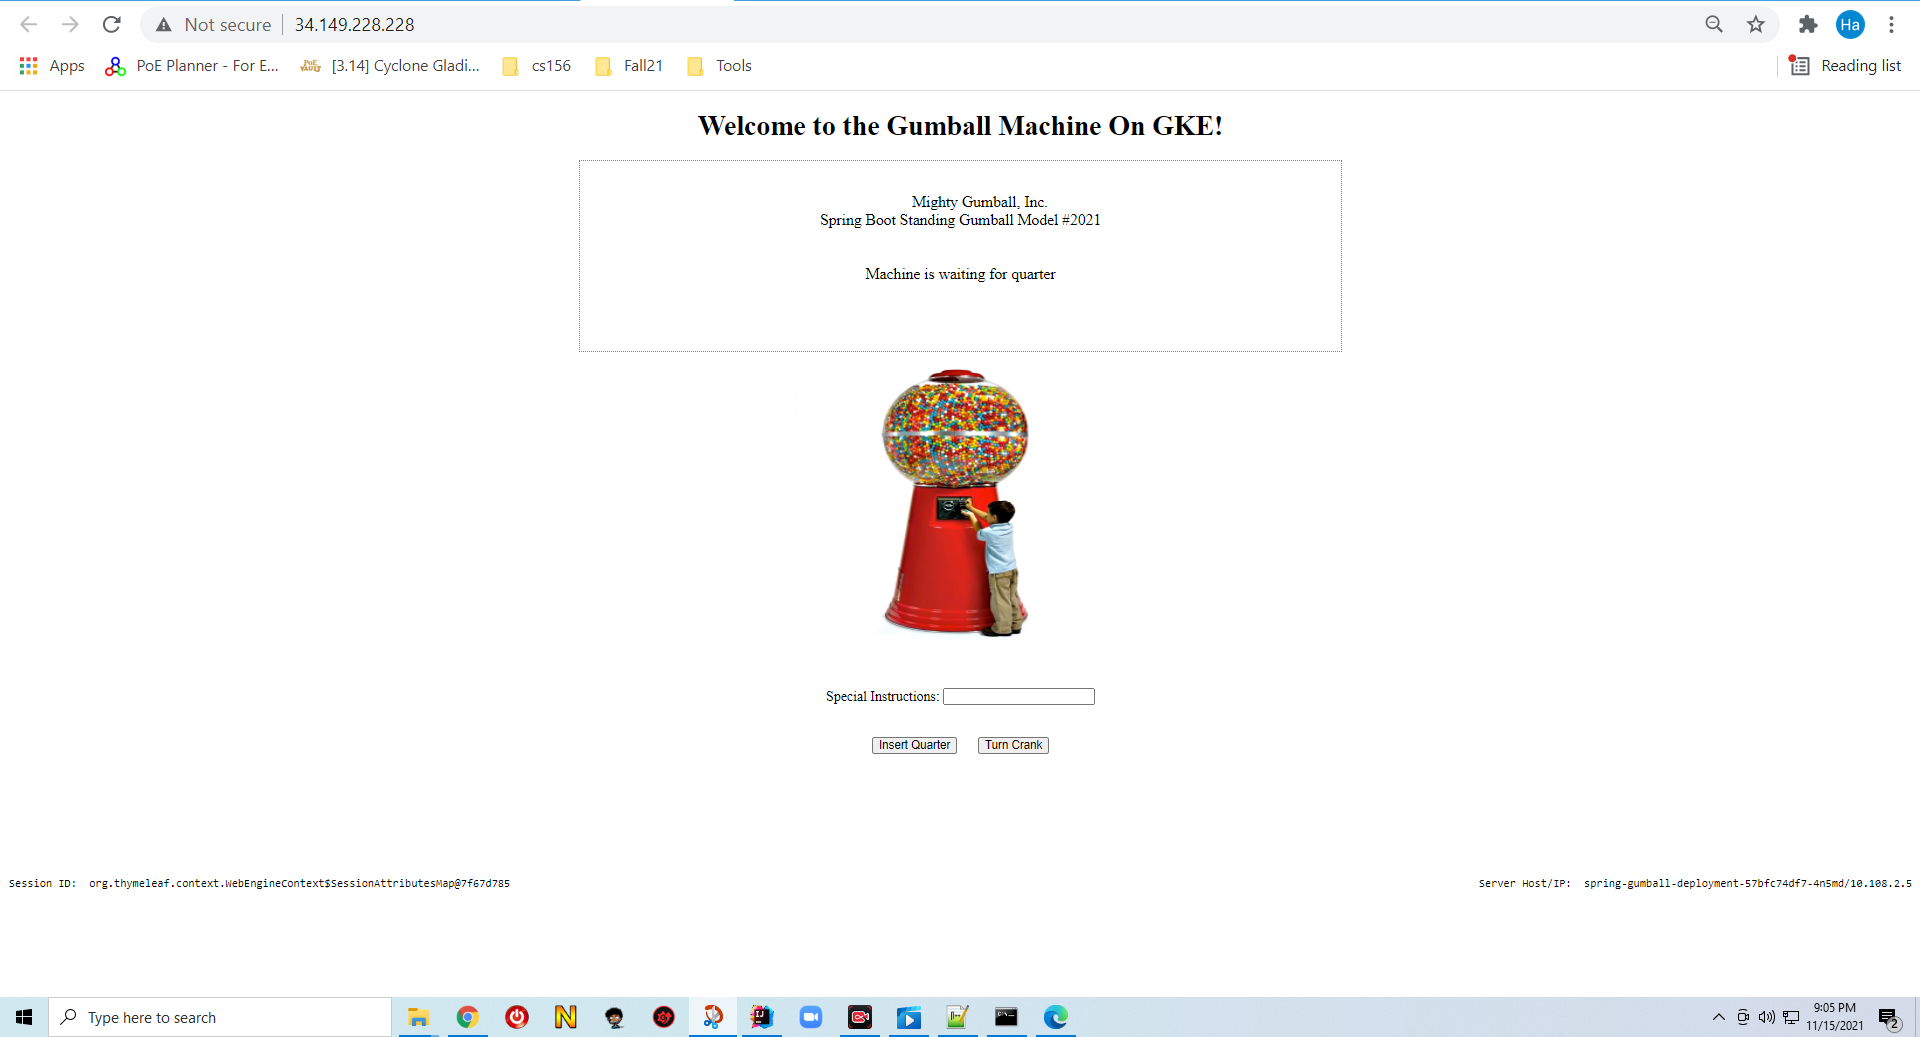 Not secure 34.149.228.228 Ha
Apps PoE Planner - For E... [3.14] Cyclone Gladi... cs156 Fall21 Tools Reading list
Welcome to the Gumball Machine On GKE!
Mighty Gumball, Inc.
Spring Boot Standing Gumball Model #2021
Machine is waiting for quarter
Special Instructions:
Insert Quarter Turn Crank
Session ID: org.thymeleaf.context.WebEngineContext$SessionAttributesMap@7f67d785 Server Host/IP: spring-gumball-deployment-57bfc74df7-4n5md/10.108.2.5
Type here to search 9:05 PM
11/15/2021 2